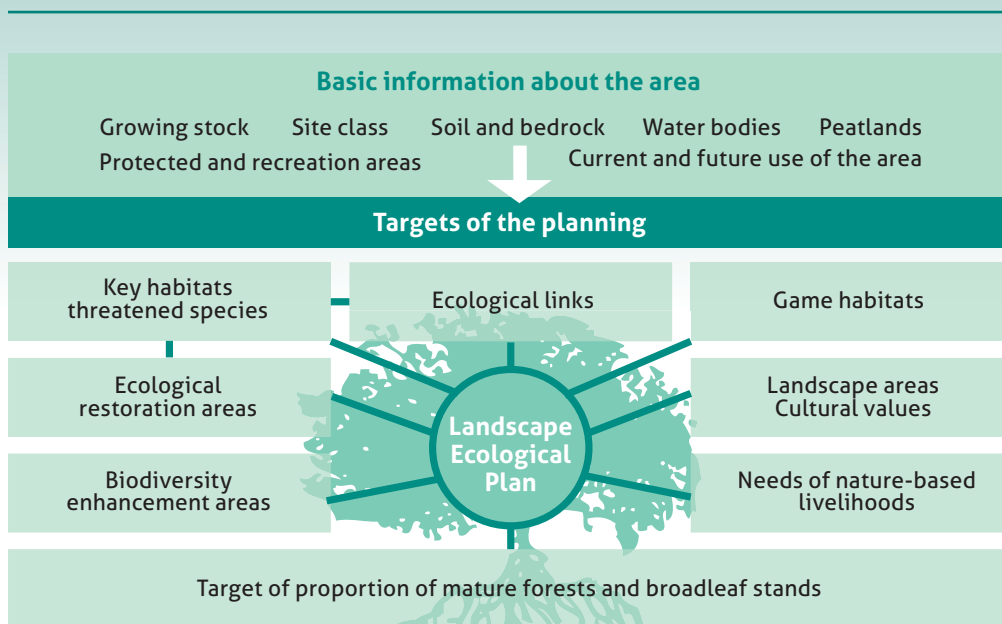 Basic information about the area
Growing stock Site class Soil and bedrock Water bodies Peatlands
Protected and recreation areas Current and future use of the area
Targets of the planning
Key habitats
threatened species
Ecological links
Game habitats
Ecological
restoration areas
Landscape areas
Cultural values
Landscape
Ecological
Plan
Biodiversity
enhancement areas
Needs of nature-based
livelihoods
Target of proportion of mature forests and broadleaf stands